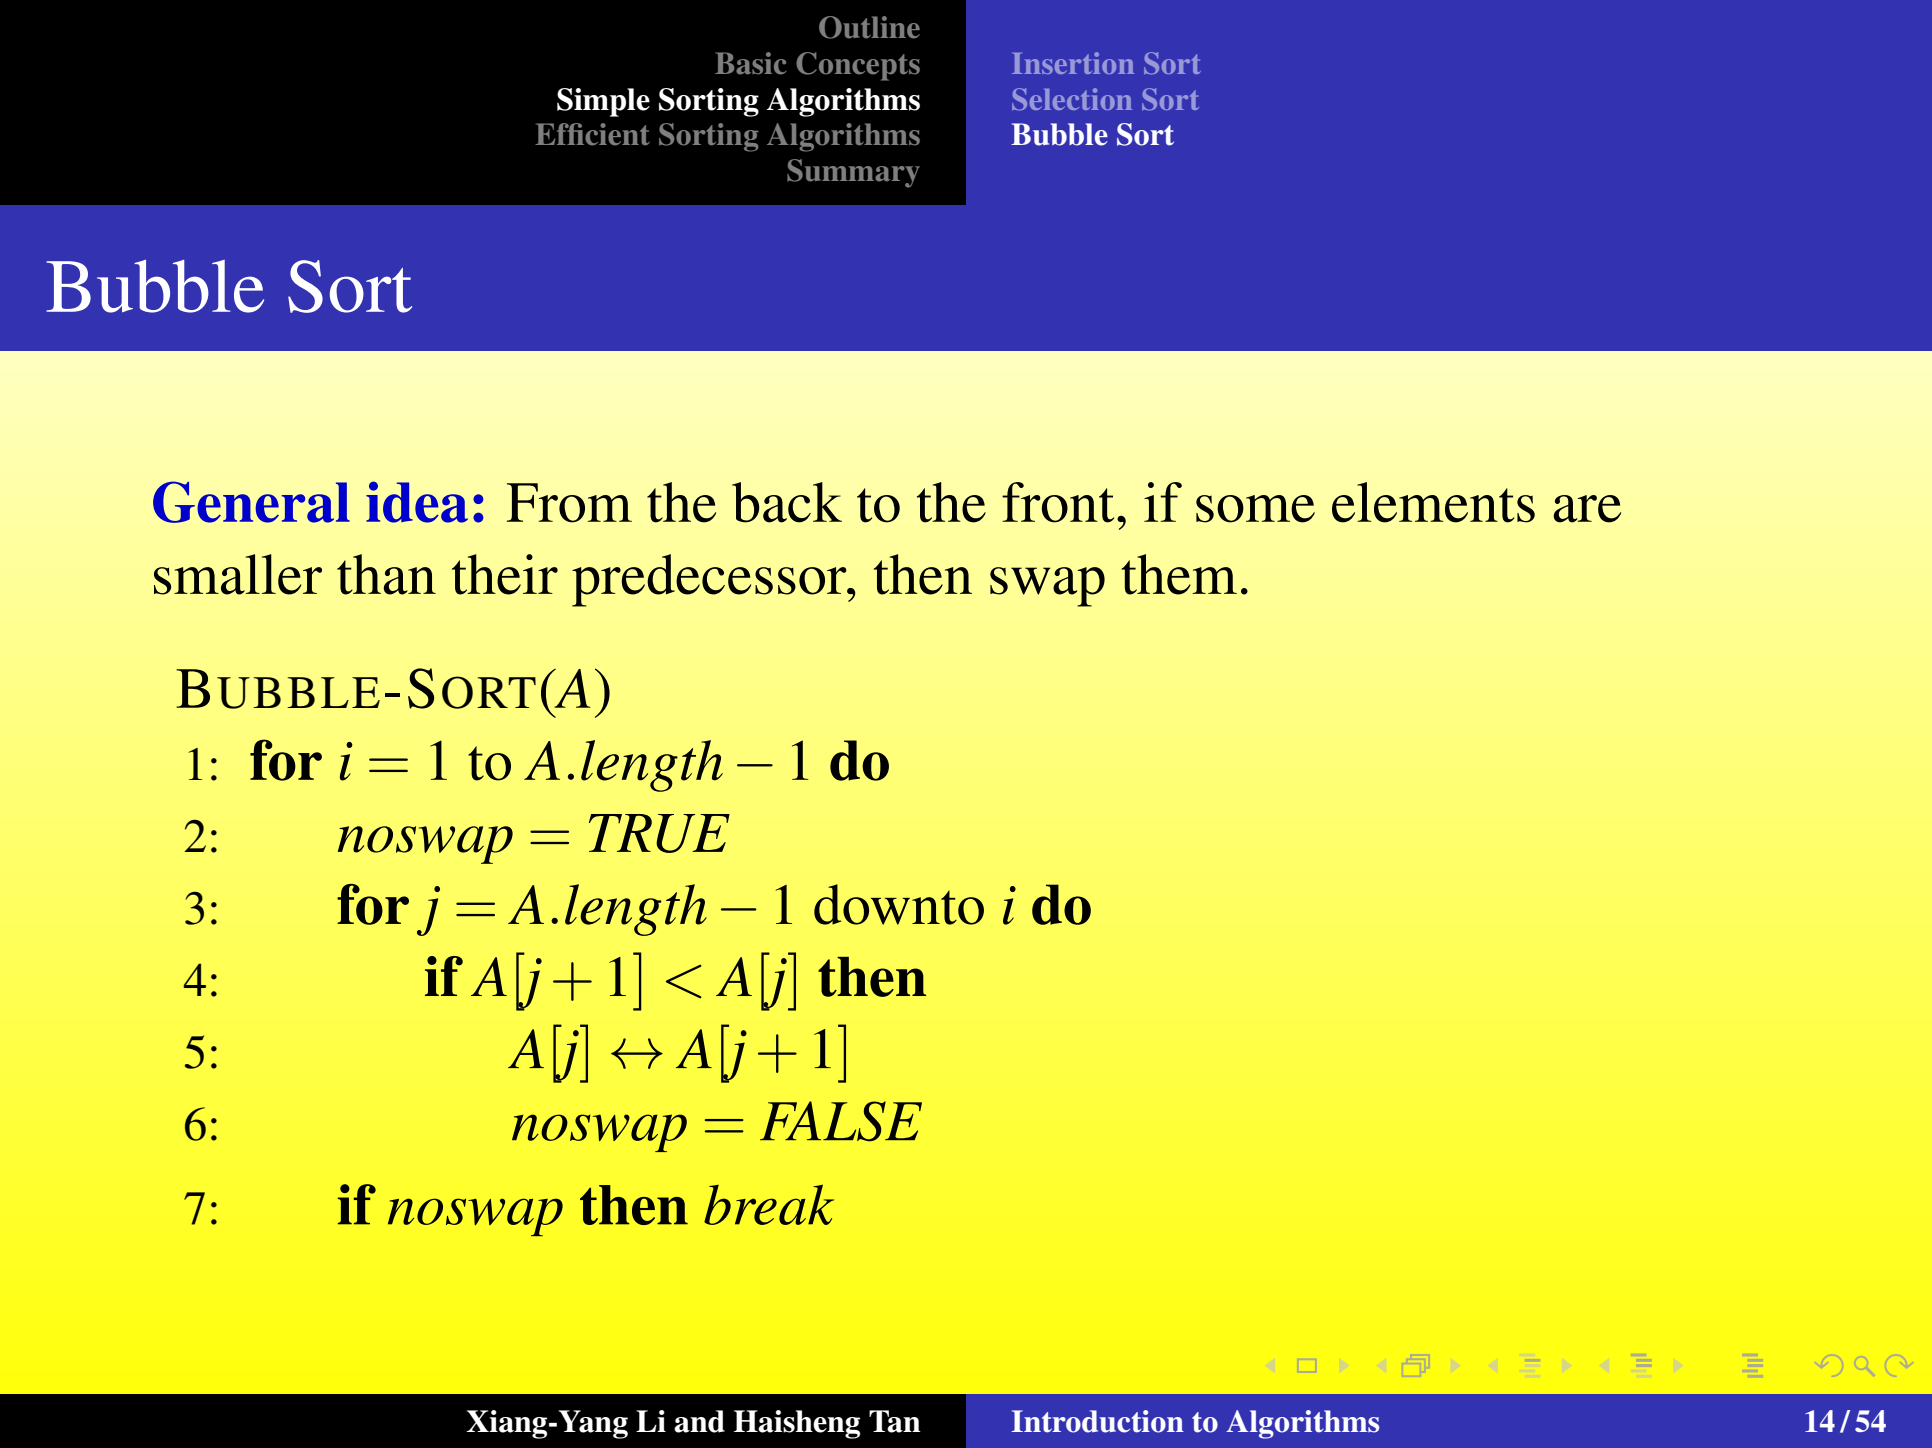 Outline
Basic Concepts
Simple Sorting Algorithms
Efficient Sorting Algorithms
Summary
Insertion Sort
Selection Sort
Bubble Sort
Bubble Sort
General idea: From the back to the front, if some elements are
smaller than their predecessor, then swap them.
BUBBLE-SORT(A)
1: for i = 1 to A.length − 1 do
2: noswap = TRUE
3: for j = A.length − 1 downto i do
4: if A[j + 1] < A[j] then
5: A[j] ↔ A[j + 1]
6: noswap = FALSE
7: if noswap then break
Xiang-Yang Li and Haisheng Tan
Introduction to Algorithms
14 / 54